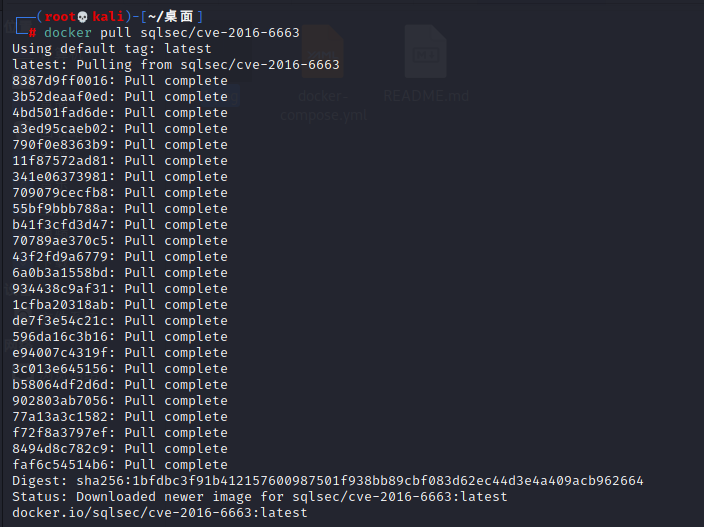 (root💀kali)-[~/桌面]
# docker pull sqlsec/cve-2016-6663
Using default tag: latest
latest: Pulling from sqlsec/cve-2016-6663
8387d9ff0016: Pull complete
3b52deaaf0ed: Pull complete
4bd501fad6de: Pull complete
a3ed95caeb02: Pull complete
790f0e8363b9: Pull complete
11f87572ad81: Pull complete
341e06373981: Pull complete
709079cecfb8: Pull complete
55bf9bbb788a: Pull complete
b41f3cfd3d47: Pull complete
70789ae370c5: Pull complete
43f2fd9a6779: Pull complete
6a0b3a1558bd: Pull complete
934438c9af31: Pull complete
1cfba20318ab: Pull complete
de7f3e54c21c: Pull complete
596da16c3b16: Pull complete
e94007c4319f: Pull complete
3c013e645156: Pull complete
b58064df2d6d: Pull complete
902803ab7056: Pull complete
77a13a3c1582: Pull complete
f72f8a3797ef: Pull complete
8494d8c782c9: Pull complete
faf6c54514b6: Pull complete
Digest: sha256:1bfdbc3f91b412157600987501f938bb89cbf083d62ec44d3e4a409acb962664
Status: Downloaded newer image for sqlsec/cve-2016-6663:latest
docker.io/sqlsec/cve-2016-6663:latest
docker-
compose.yml
README.md